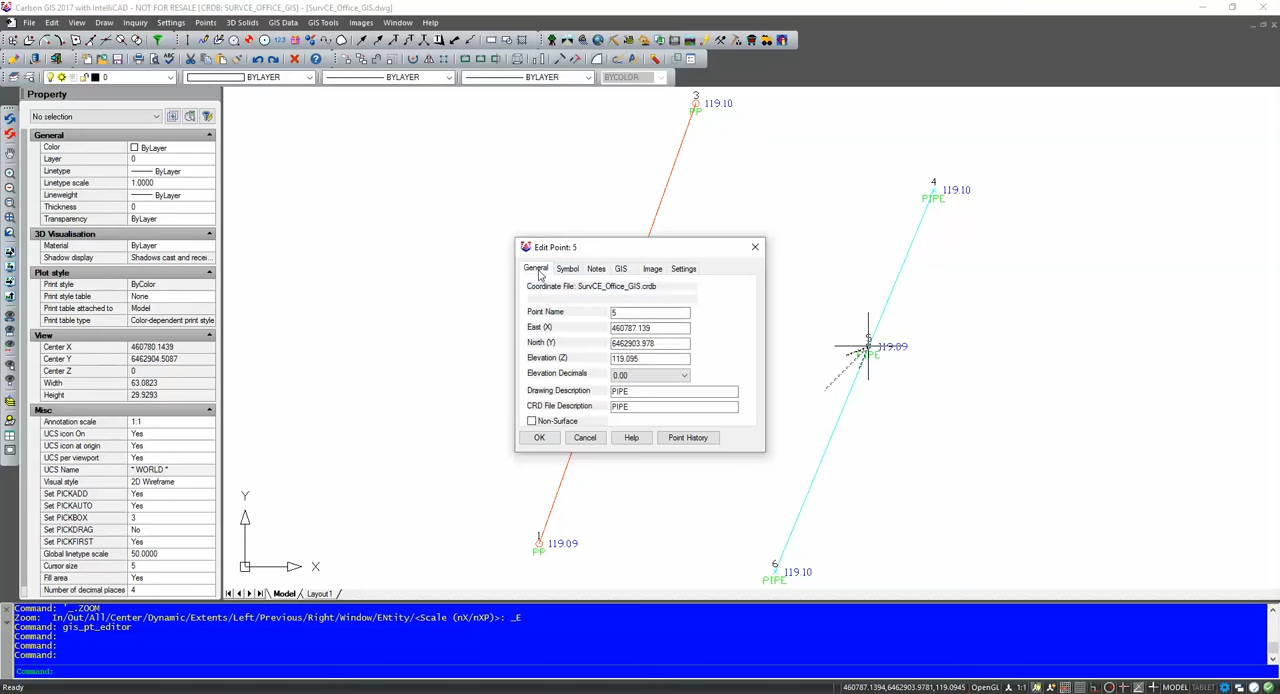 Carlson GIS 2017 with IntelliCAD - NOT FOR RESALE [CRDB: SURVCE_OFFICE_GIS] - [SurvCE_Office_GIS.dwg]
File Edit View Draw Inquiry Settings Points 3D Solids GIS Data GIS Tools Images Window Help
0 BYLAYER BYLAYER BYLAYER BYCOLOR
Property
No selection
General
Color ByLayer
Layer 0
Linetype ByLayer
Linetype scale 1.0000
Lineweight ByLayer
Thickness 0
Transparency ByLayer
3D Visualisation
Material ByLayer
Shadow display Shadows cast and recei...
Plot style
Print style ByColor
Print style table None
Print table attached to Model
Print table type Color-dependent print style
View
Center X 460780.1439
Center Y 6462904.5087
Center Z 0
Width 63.0823
Height 29.9293
Misc
Annotation scale 1:1
UCS icon On Yes
UCS icon at origin Yes
UCS per viewport Yes
UCS Name * WORLD *
Visual style 2D Wireframe
Set PICKADD Yes
Set PICKAUTO Yes
Set PICKBOX 3
Set PICKDRAG No
Set PICKFIRST Yes
Global linetype scale 50.0000
Cursor size 5
Fill area Yes
Number of decimal places 4
3
119.10
PP
4
119.10
PIPE
5
119.09
PIPE
1
119.09
PP
6
119.10
PIPE
Y
X
Edit Point: 5
General Symbol Notes GIS Image Settings
Coordinate File: SurvCE_Office_GIS.crdb
Point Name 5
East (X) 460787.139
North (Y) 6462903.978
Elevation (Z) 119.095
Elevation Decimals 0.00
Drawing Description PIPE
CRD File Description PIPE
Non-Surface
OK Cancel Help Point History
Model Layout1
Command: '_.ZOOM
Zoom: In/Out/All/Center/Dynamic/Extents/Left/Previous/Right/Window/ENtity/<Scale (nX/nXP)>: _E
Command: gis_pt_editor
Command:
Command:
Command:
Ready 460787.1394,6462903.9781,119.0945 OpenGL 1:1 MODEL TABLET